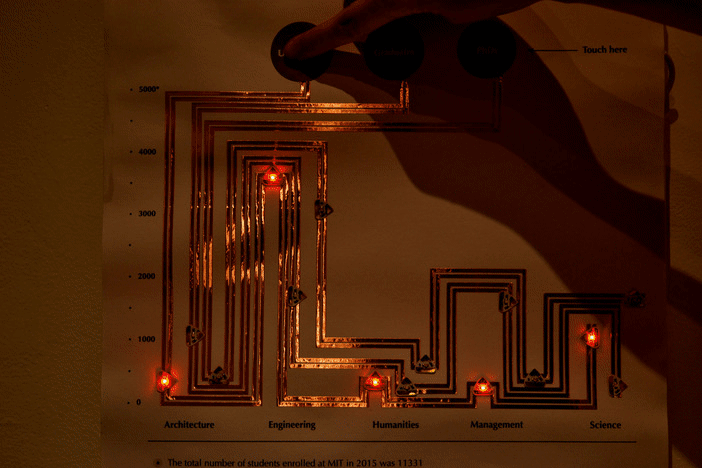 Touch here
5000*
4000
3000
2000
1000
0
Architecture Engineering Humanities Management Science
The total number of students enrolled at MIT in 2015 was 11331